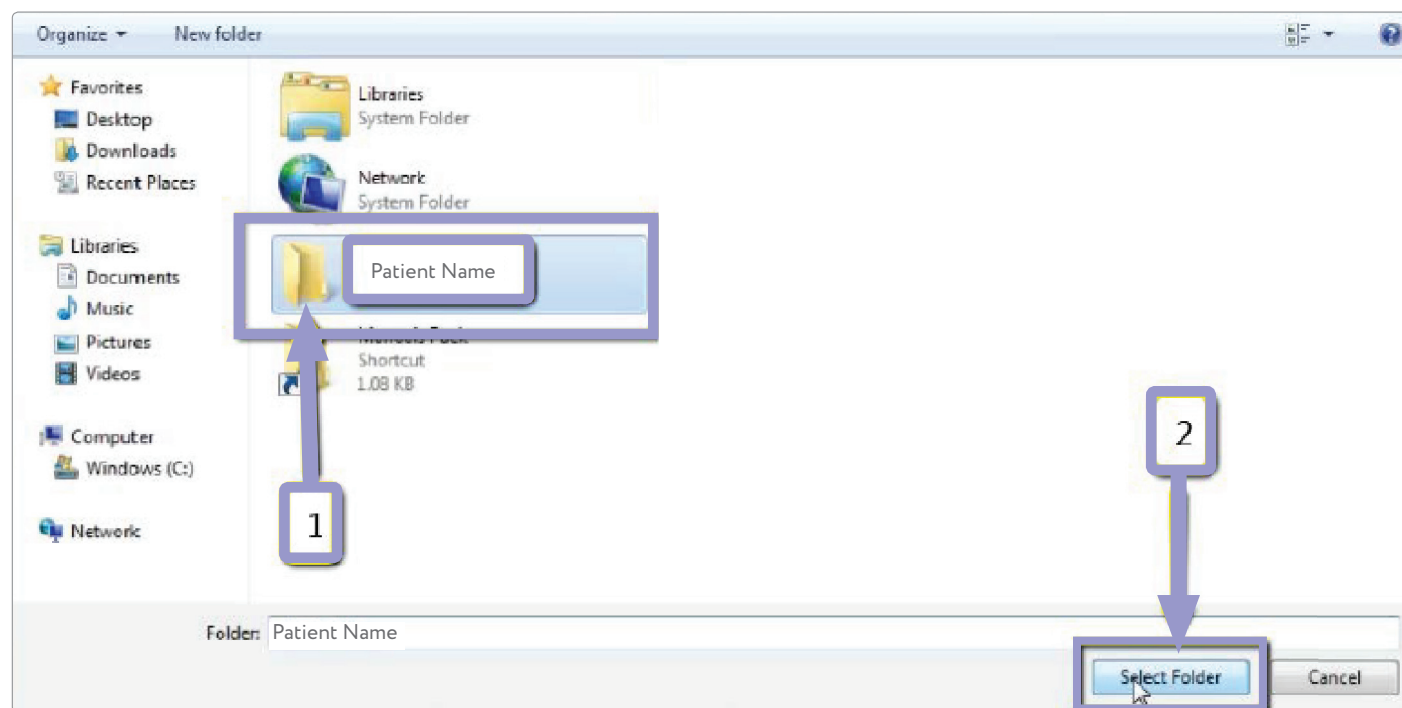 Organize New folder
Favorites
Desktop
Downloads
Recent Places
Libraries
Documents
Music
Pictures
Videos
Computer
Windows (C:)
Network
Libraries
System Folder
Network
System Folder
Patient Name
Shortcut
1.08 KB
1
2
Folder: Patient Name
Select Folder Cancel